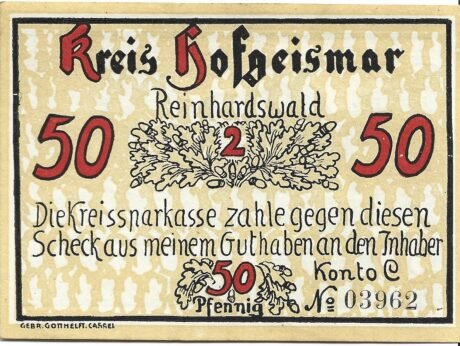 Kreis Hofgeismar
Reinhardswald
50 2 50
Die Kreissparkasse zahle gegen diesen
Scheck aus meinem Guthaben an den Inhaber
50 Konto C
Pfennig № 03962
GEBR. GOTTHELFT. CASSEL